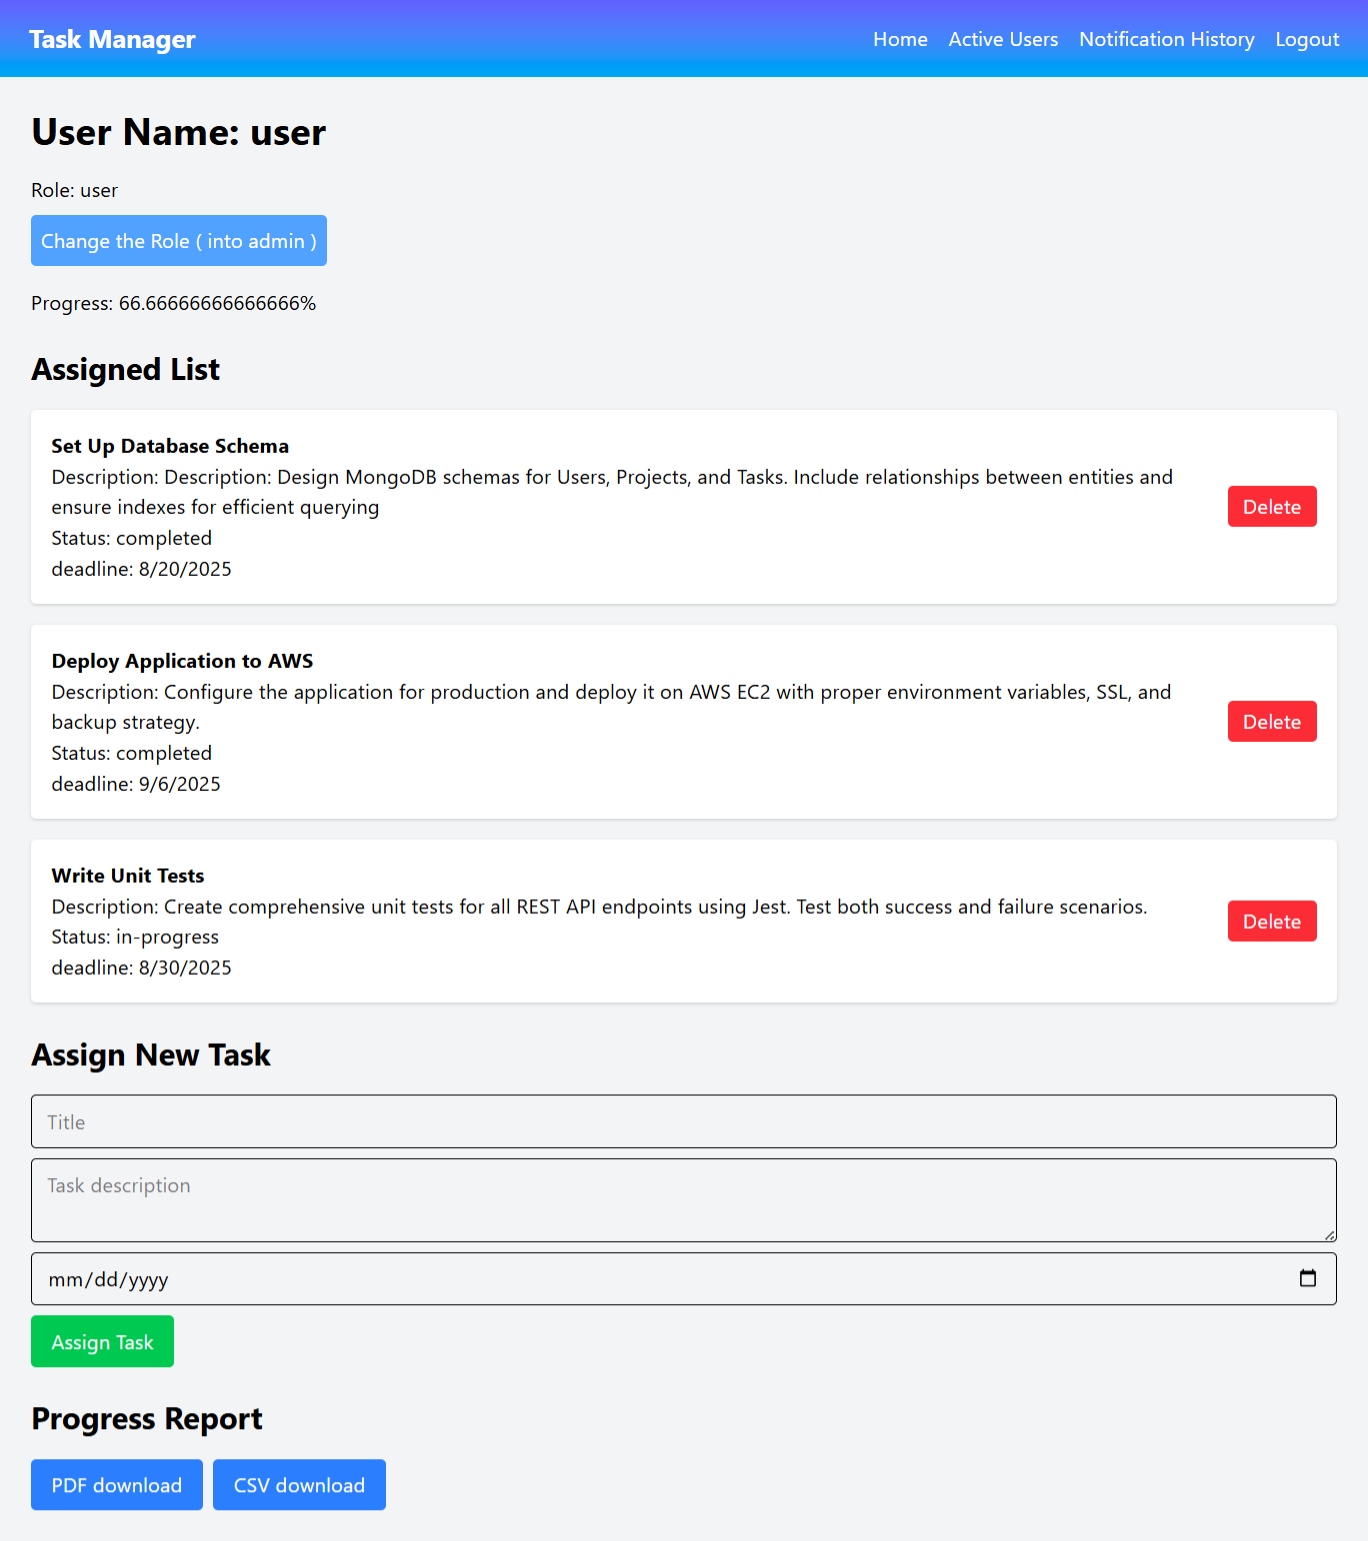 Task Manager
Home Active Users Notification History Logout
User Name: user
Role: user
Change the Role ( into admin )
Progress: 66.66666666666666%
Assigned List
Set Up Database Schema
Description: Description: Design MongoDB schemas for Users, Projects, and Tasks. Include relationships between entities and
ensure indexes for efficient querying
Status: completed
deadline: 8/20/2025
Delete
Deploy Application to AWS
Description: Configure the application for production and deploy it on AWS EC2 with proper environment variables, SSL, and
backup strategy.
Status: completed
deadline: 9/6/2025
Delete
Write Unit Tests
Description: Create comprehensive unit tests for all REST API endpoints using Jest. Test both success and failure scenarios.
Status: in-progress
deadline: 8/30/2025
Delete
Assign New Task
Title
Task description
mm/dd/yyyy
Assign Task
Progress Report
PDF download CSV download